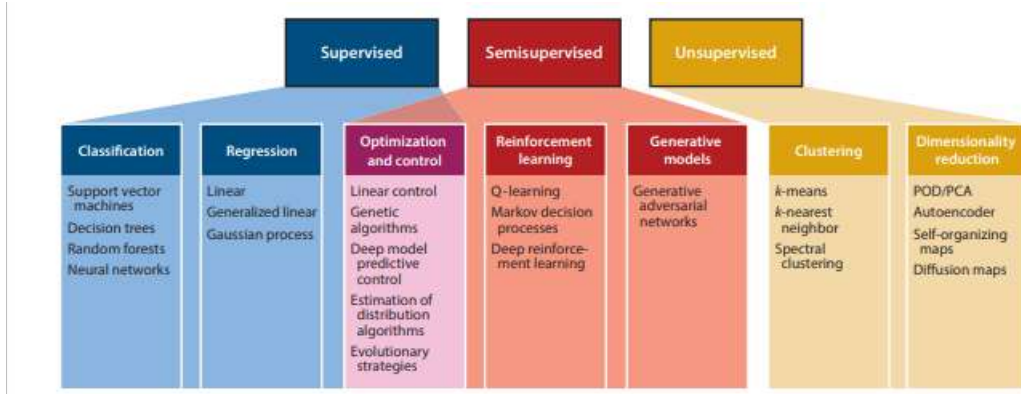 Supervised
Semisupervised
Unsupervised
Classification
Support vector
machines
Decision trees
Random forests
Neural networks
Regression
Linear
Generalized linear
Gaussian process
Optimization
and control
Linear control
Genetic
algorithms
Deep model
predictive
control
Estimation of
distribution
algorithms
Evolutionary
strategies
Reinforcement
learning
Q-learning
Markov decision
processes
Deep reinforce-
ment learning
Generative
models
Generative
adversarial
networks
Clustering
k-means
k-nearest
neighbor
Spectral
clustering
Dimensionality
reduction
POD/PCA
Autoencoder
Self-organizing
maps
Diffusion maps